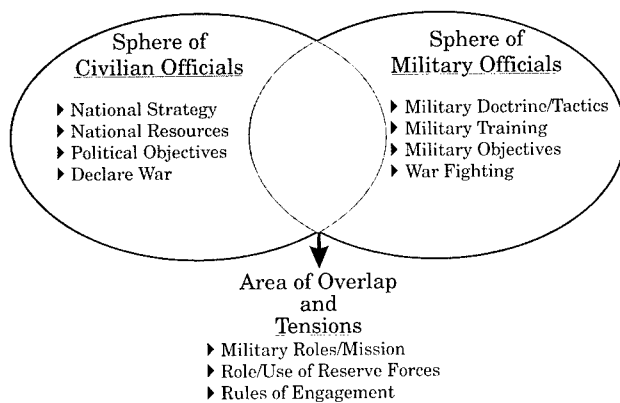 Sphere of
Civilian Officials
▶ National Strategy
▶ National Resources
▶ Political Objectives
▶ Declare War
Sphere of
Military Officials
▶ Military Doctrine/Tactics
▶ Military Training
▶ Military Objectives
▶ War Fighting
Area of Overlap
and
Tensions
▶ Military Roles/Mission
▶ Role/Use of Reserve Forces
▶ Rules of Engagement